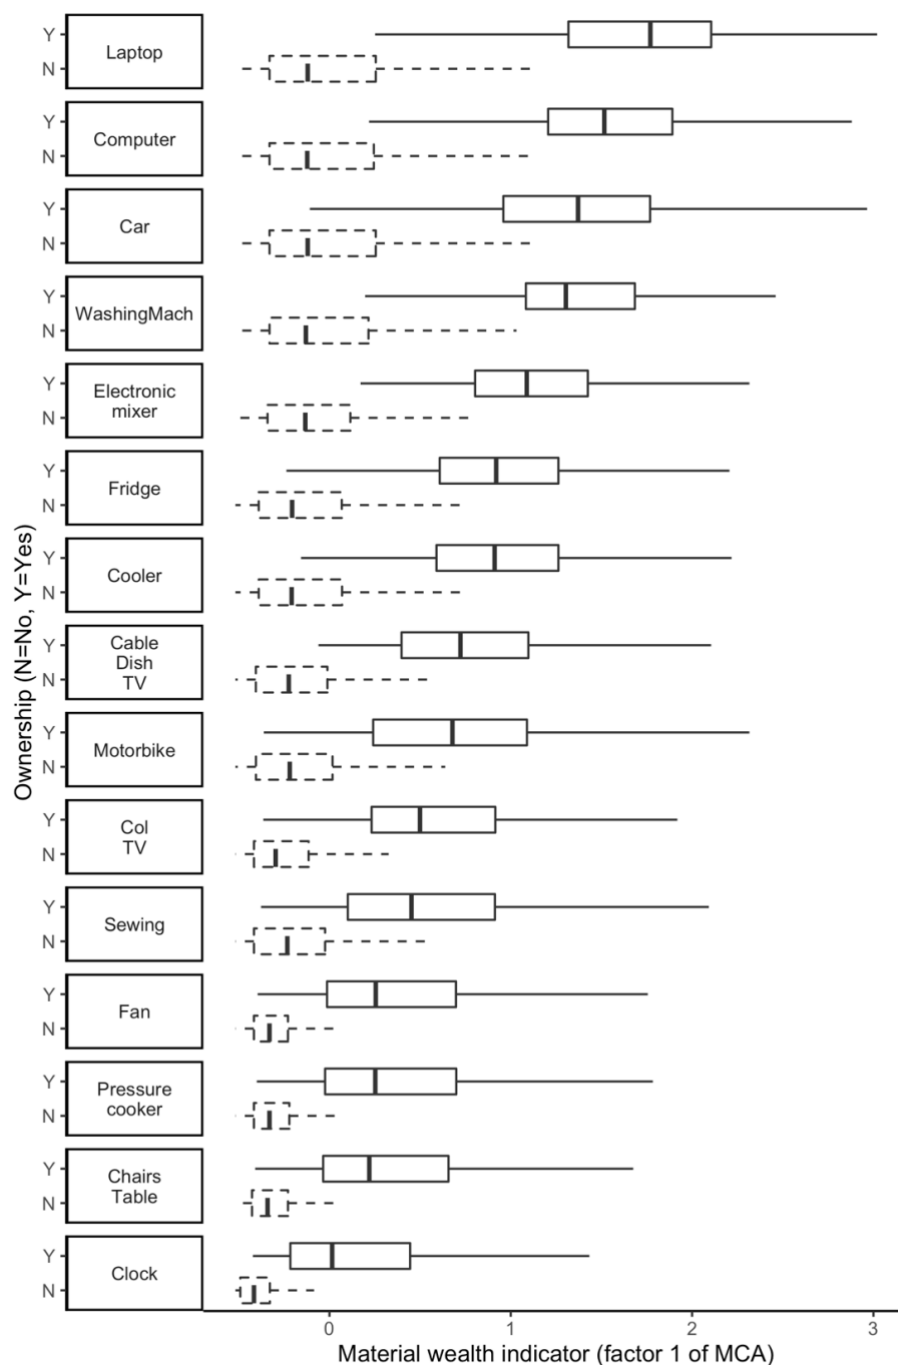 Y
Laptop
N
Y
Computer
N
Y
Car
N
Y
WashingMach
N
Y
Electronic
mixer
N
Y
Fridge
N
Y
Cooler
N
Y
Cable
Dish
TV
N
Y
Motorbike
N
Y
Col
TV
N
Y
Sewing
N
Y
Fan
N
Y
Pressure
cooker
N
Y
Chairs
Table
N
Y
Clock
N
Ownership (N=No, Y=Yes)
0 1 2 3
Material wealth indicator (factor 1 of MCA)